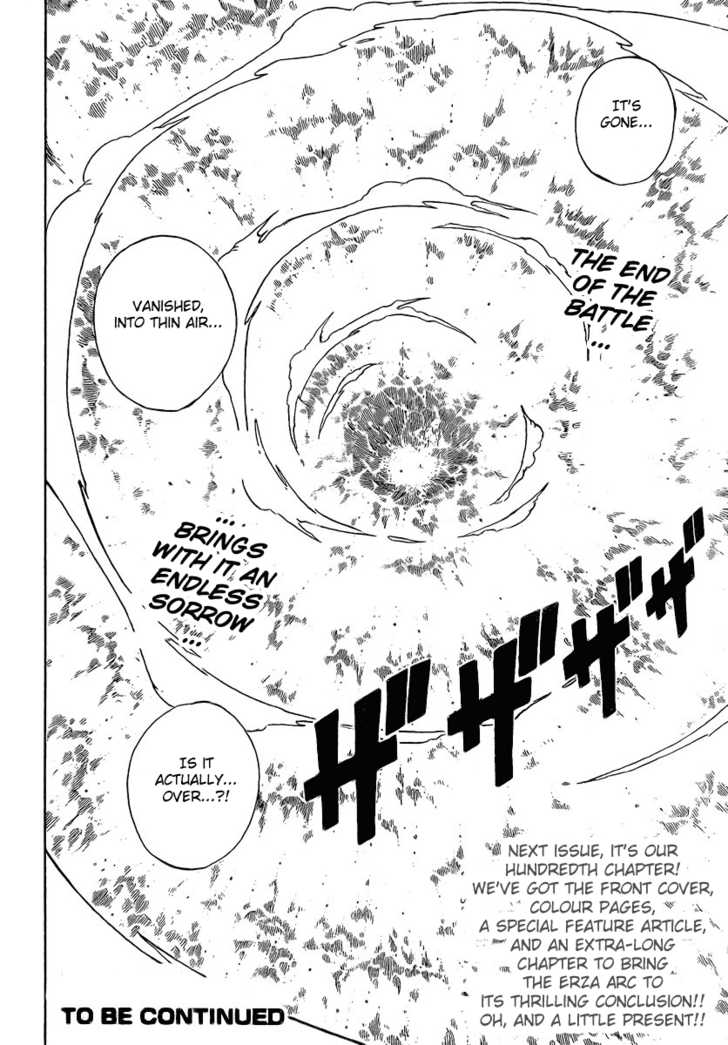 IT'S
GONE...
THE END
OF THE
BATTLE
...
VANISHED,
INTO THIN AIR...
...
BRINGS
WITH IT AN
ENDLESS
SORROW
...
ザザザザ
IS IT
ACTUALLY...
OVER...?!
NEXT ISSUE, IT'S OUR
HUNDREDTH CHAPTER!
WE'VE GOT THE FRONT COVER,
COLOUR PAGES,
A SPECIAL FEATURE ARTICLE,
AND AN EXTRA-LONG
CHAPTER TO BRING
THE ERZA ARC TO
ITS THRILLING CONCLUSION!!
OH, AND A LITTLE PRESENT!!
TO BE CONTINUED